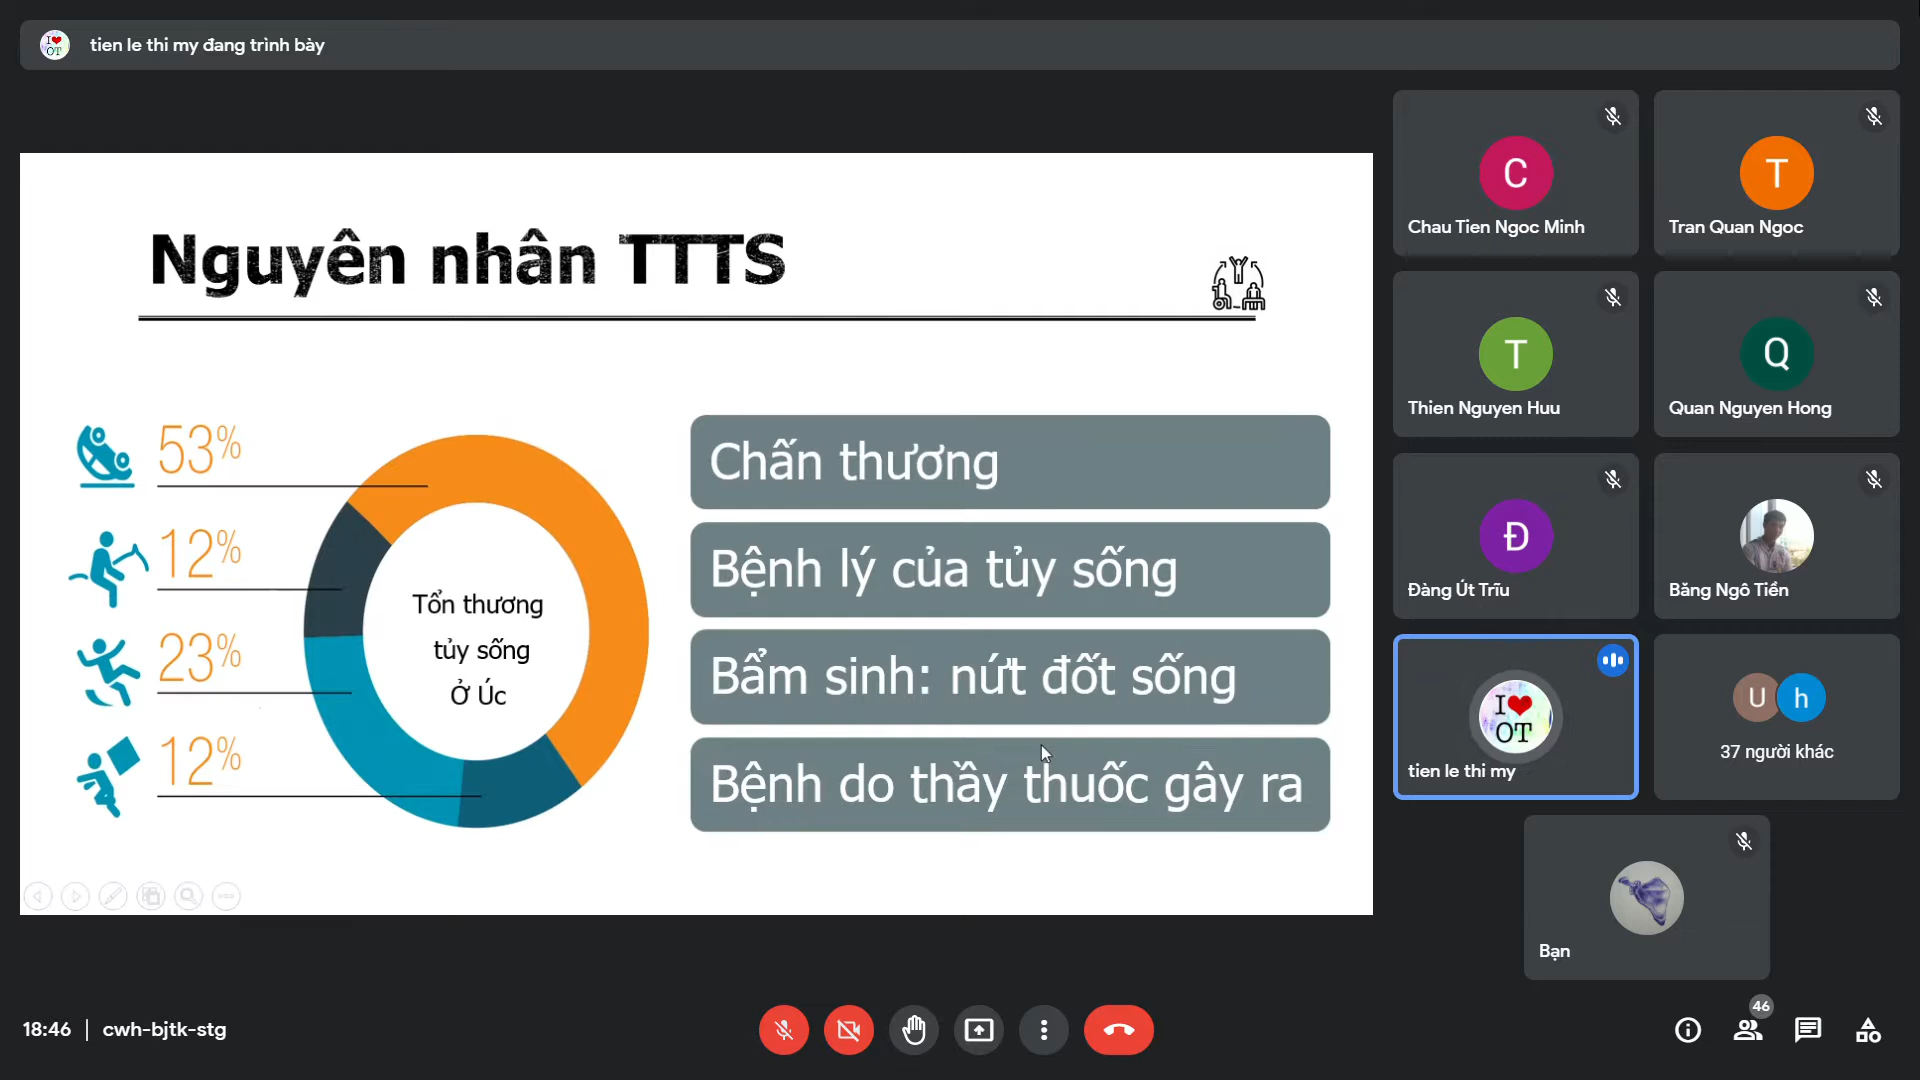 I❤OT
tien le thi my đang trình bày
Nguyên nhân TTTS
53%
12%
23%
12%
Tổn thương
tủy sống
Ở Úc
Chấn thương
Bệnh lý của tủy sống
Bẩm sinh: nứt đốt sống
Bệnh do thầy thuốc gây ra
C
Chau Tien Ngoc Minh
T
Tran Quan Ngoc
T
Thien Nguyen Huu
Q
Quan Nguyen Hong
Đ
Đàng Út Trĩu
Băng Ngô Tiền
I❤
OT
tien le thi my
U h
37 người khác
Bạn
18:46 | cwh-bjtk-stg
46